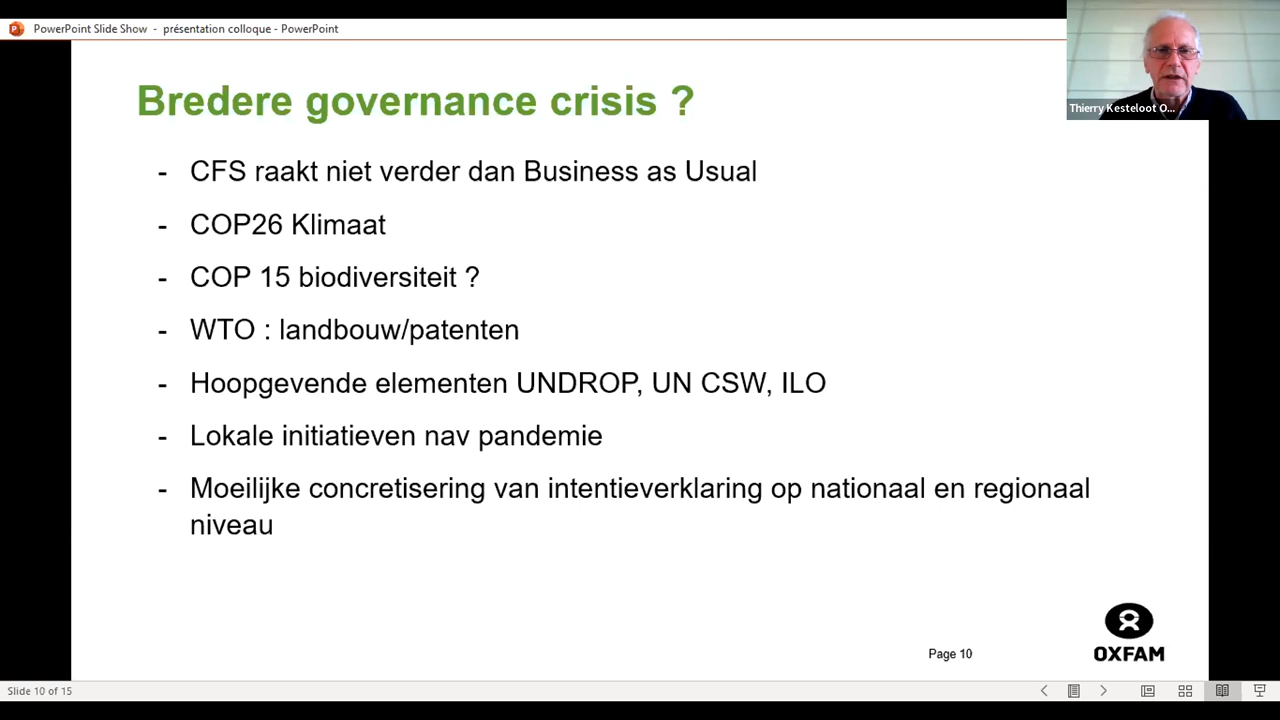 PowerPoint Slide Show - présentation colloque - PowerPoint
Thierry Kesteloot O...
Bredere governance crisis ?
- CFS raakt niet verder dan Business as Usual
- COP26 Klimaat
- COP 15 biodiversiteit ?
- WTO : landbouw/patenten
- Hoopgevende elementen UNDROP, UN CSW, ILO
- Lokale initiatieven nav pandemie
- Moeilijke concretisering van intentieverklaring op nationaal en regionaal
niveau
Page 10
OXFAM
Slide 10 of 15